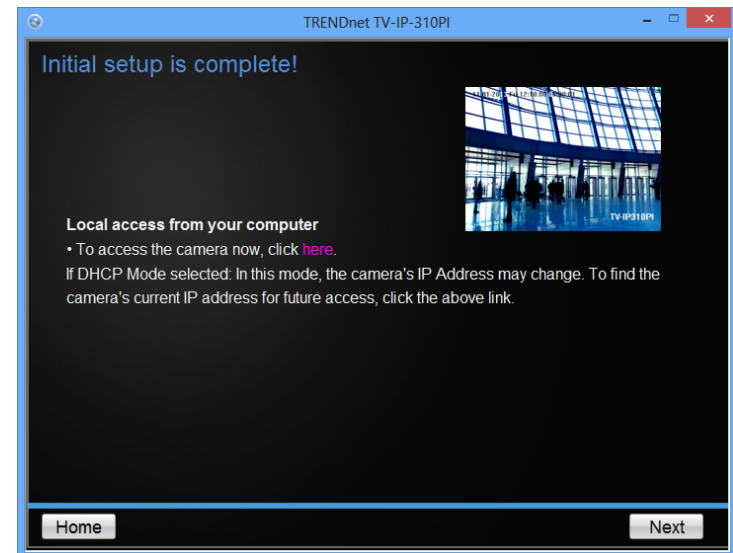 TRENDnet TV-IP-310PI
Initial setup is complete!
TV-IP310PI
Local access from your computer
• To access the camera now, click here.
If DHCP Mode selected: In this mode, the camera's IP Address may change. To find the
camera's current IP address for future access, click the above link.
Home
Next